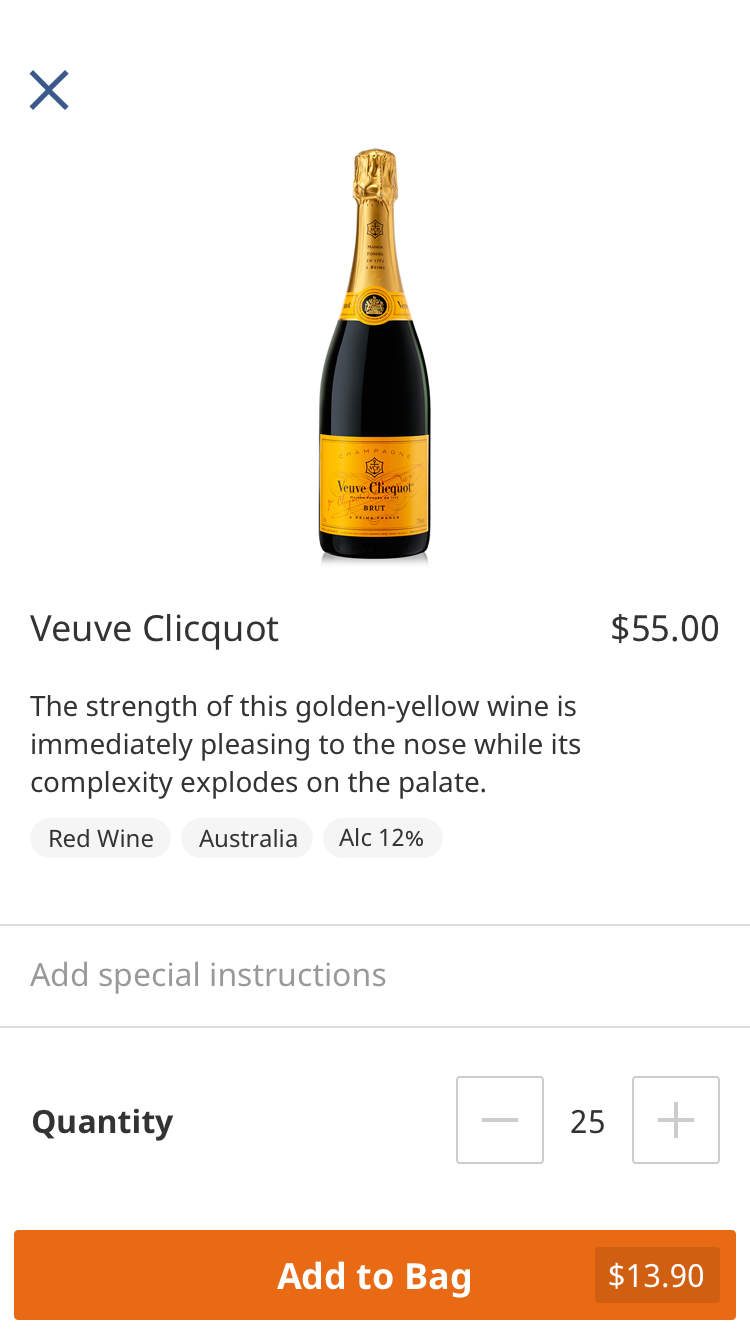 CHAMPAGNE
Veuve Clicquot
BRUT
A REIMS-FRANCE
Veuve Clicquot
$55.00
The strength of this golden-yellow wine is
immediately pleasing to the nose while its
complexity explodes on the palate.
Red Wine
Australia
Alc 12%
Add special instructions
Quantity
25
Add to Bag
$13.90